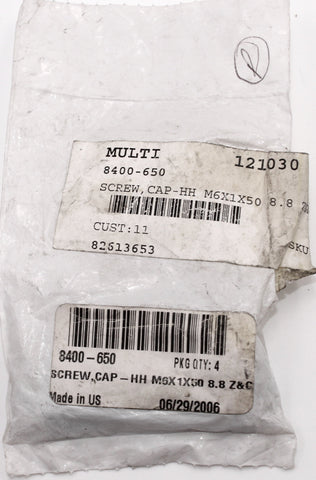 MULTI 121030
8400-650
SCREW,CAP-HH M6X1X50 8.8
CUST:11 SKU
82613653
8400-650 PKG QTY: 4
SCREW,CAP-HH M6X1X50 8.8 Z&C
Made in US 06/29/2006